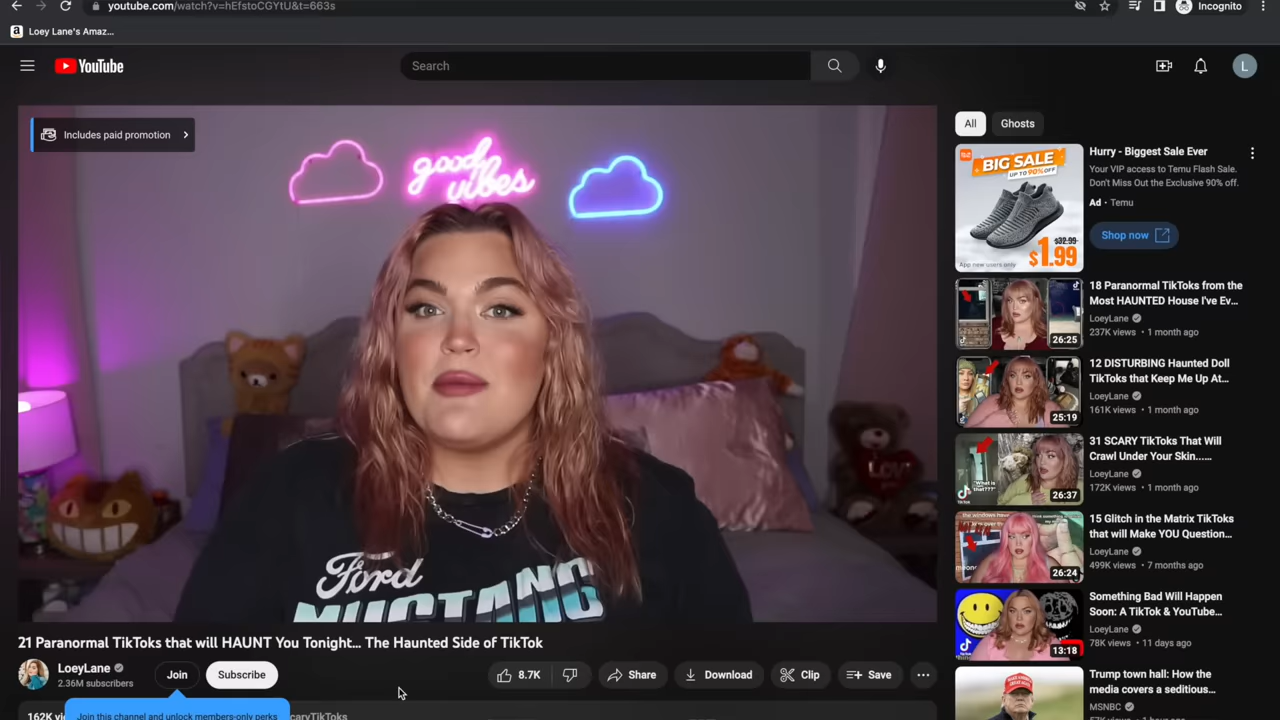 youtube.com/watch?v=hEfstoCGYtU&t=663s
Incognito
Loey Lane's Amaz...
YouTube
Search
L
Includes paid promotion
good
vibes
Ford
MUSTANG
LOVE
21 Paranormal TikToks that will HAUNT You Tonight... The Haunted Side of TikTok
LoeyLane
2.36M subscribers
Join
Subscribe
8.7K
Share
Download
Clip
Save
Join this channel and unlock members-only perks
caryTikToks
All
Ghosts
BIG SALE
UP TO 90% OFF
$32.99
$1.99
App new users only
Hurry - Biggest Sale Ever
Your VIP access to Temu Flash Sale.
Don't Miss Out the Exclusive 90% off.
Ad • Temu
Shop now
26:25
18 Paranormal TikToks from the
Most HAUNTED House I've Ev...
LoeyLane
237K views • 1 month ago
25:19
12 DISTURBING Haunted Doll
TikToks that Keep Me Up At...
LoeyLane
161K views • 1 month ago
"What is
that???"
26:37
31 SCARY TikToks That Will
Crawl Under Your Skin....
LoeyLane
172K views • 1 month ago
26:24
15 Glitch in the Matrix TikToks
that will Make YOU Question...
LoeyLane
499K views • 7 months ago
13:18
Something Bad Will Happen
Soon: A TikTok & YouTube...
LoeyLane
78K views • 11 days ago
Trump town hall: How the
media covers a seditious...
MSNBC